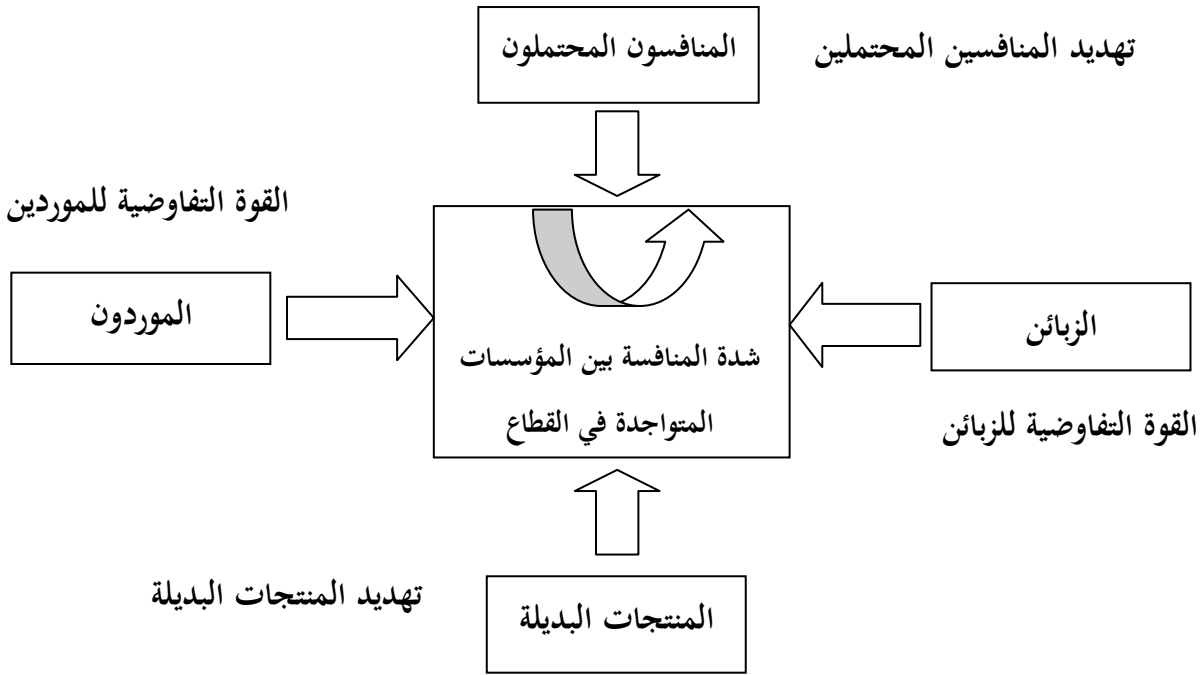 المنافسون المحتملون
تهديد المنافسين المحتملين
القوة التفاوضية للموردين
الموردون
الزبائن
شدة المنافسة بين المؤسسات
المتواجدة في القطاع
القوة التفاوضية للزبائن
تهديد المنتجات البديلة
المنتجات البديلة